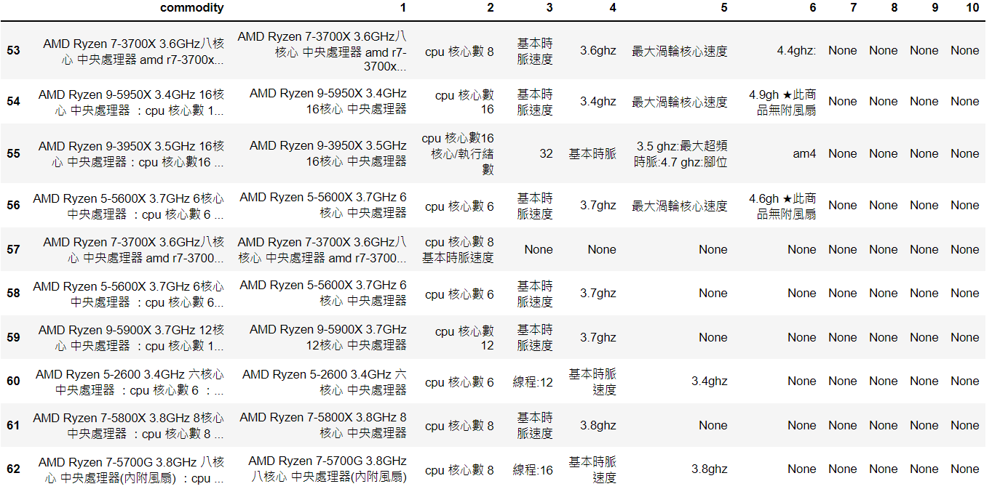 commodity 1 2 3 4 5 6 7 8 9 10
53 AMD Ryzen 7-3700X 3.6GHz八核心 中央處理器 amd r7-3700x... AMD Ryzen 7-3700X 3.6GHz八核心 中央處理器 amd r7-3700x... cpu 核心數 8 基本時脈速度 3.6ghz 最大渦輪核心速度 4.4ghz: None None None None
54 AMD Ryzen 9-5950X 3.4GHz 16核心 中央處理器 ：cpu 核心數 1... AMD Ryzen 9-5950X 3.4GHz 16核心 中央處理器 cpu 核心數 16 基本時脈速度 3.4ghz 最大渦輪核心速度 4.9gh ★此商品無附風扇 None None None None
55 AMD Ryzen 9-3950X 3.5GHz 16核心 中央處理器：cpu 核心數16 ... AMD Ryzen 9-3950X 3.5GHz 16核心 中央處理器 cpu 核心數16 核心/執行緒數 32 基本時脈 3.5 ghz:最大超頻時脈:4.7 ghz:腳位 am4 None None None None
56 AMD Ryzen 5-5600X 3.7GHz 6核心 中央處理器 ：cpu 核心數 6 ... AMD Ryzen 5-5600X 3.7GHz 6核心 中央處理器 cpu 核心數 6 基本時脈速度 3.7ghz 最大渦輪核心速度 4.6gh ★此商品無附風扇 None None None None
57 AMD Ryzen 7-3700X 3.6GHz八核心 中央處理器 amd r7-3700... AMD Ryzen 7-3700X 3.6GHz八核心 中央處理器 amd r7-3700... cpu 核心數 8 基本時脈速度 None None None None None None None None
58 AMD Ryzen 5-5600X 3.7GHz 6核心 中央處理器 ：cpu 核心數 6... AMD Ryzen 5-5600X 3.7GHz 6核心 中央處理器 cpu 核心數 6 基本時脈速度 3.7ghz None None None None None None
59 AMD Ryzen 9-5900X 3.7GHz 12核心 中央處理器 ：cpu 核心數 1... AMD Ryzen 9-5900X 3.7GHz 12核心 中央處理器 cpu 核心數 12 基本時脈速度 3.7ghz None None None None None None
60 AMD Ryzen 5-2600 3.4GHz 六核心 中央處理器 ：cpu 核心數 6 ：... AMD Ryzen 5-2600 3.4GHz 六核心 中央處理器 cpu 核心數 6 線程:12 基本時脈速度 3.4ghz None None None None None
61 AMD Ryzen 7-5800X 3.8GHz 8核心 中央處理器 ：cpu 核心數 8 ... AMD Ryzen 7-5800X 3.8GHz 8核心 中央處理器 cpu 核心數 8 基本時脈速度 3.8ghz None None None None None None
62 AMD Ryzen 7-5700G 3.8GHz 八核心 中央處理器(內附風扇) ：cpu ... AMD Ryzen 7-5700G 3.8GHz 八核心 中央處理器(內附風扇) cpu 核心數 8 線程:16 基本時脈速度 3.8ghz None None None None None